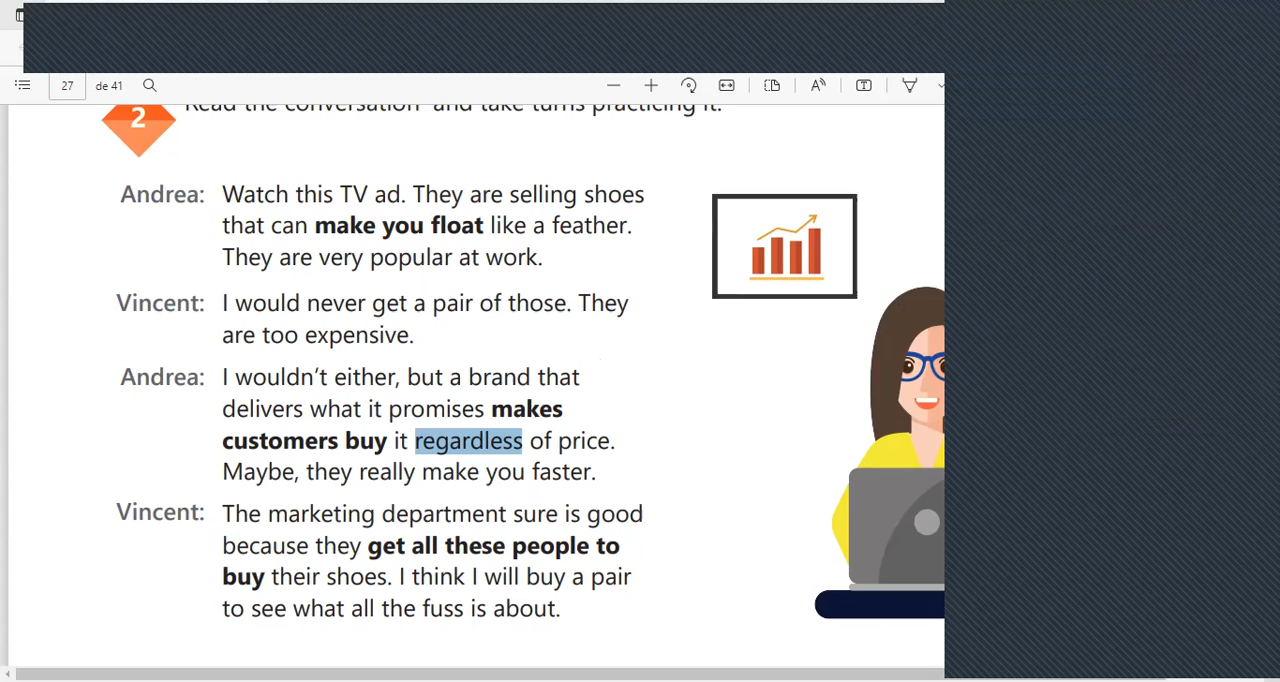 27 de 41
Read the conversation and take turns practicing it.
2
Andrea: Watch this TV ad. They are selling shoes
that can make you float like a feather.
They are very popular at work.
Vincent: I would never get a pair of those. They
are too expensive.
Andrea: I wouldn't either, but a brand that
delivers what it promises makes
customers buy it regardless of price.
Maybe, they really make you faster.
Vincent: The marketing department sure is good
because they get all these people to
buy their shoes. I think I will buy a pair
to see what all the fuss is about.